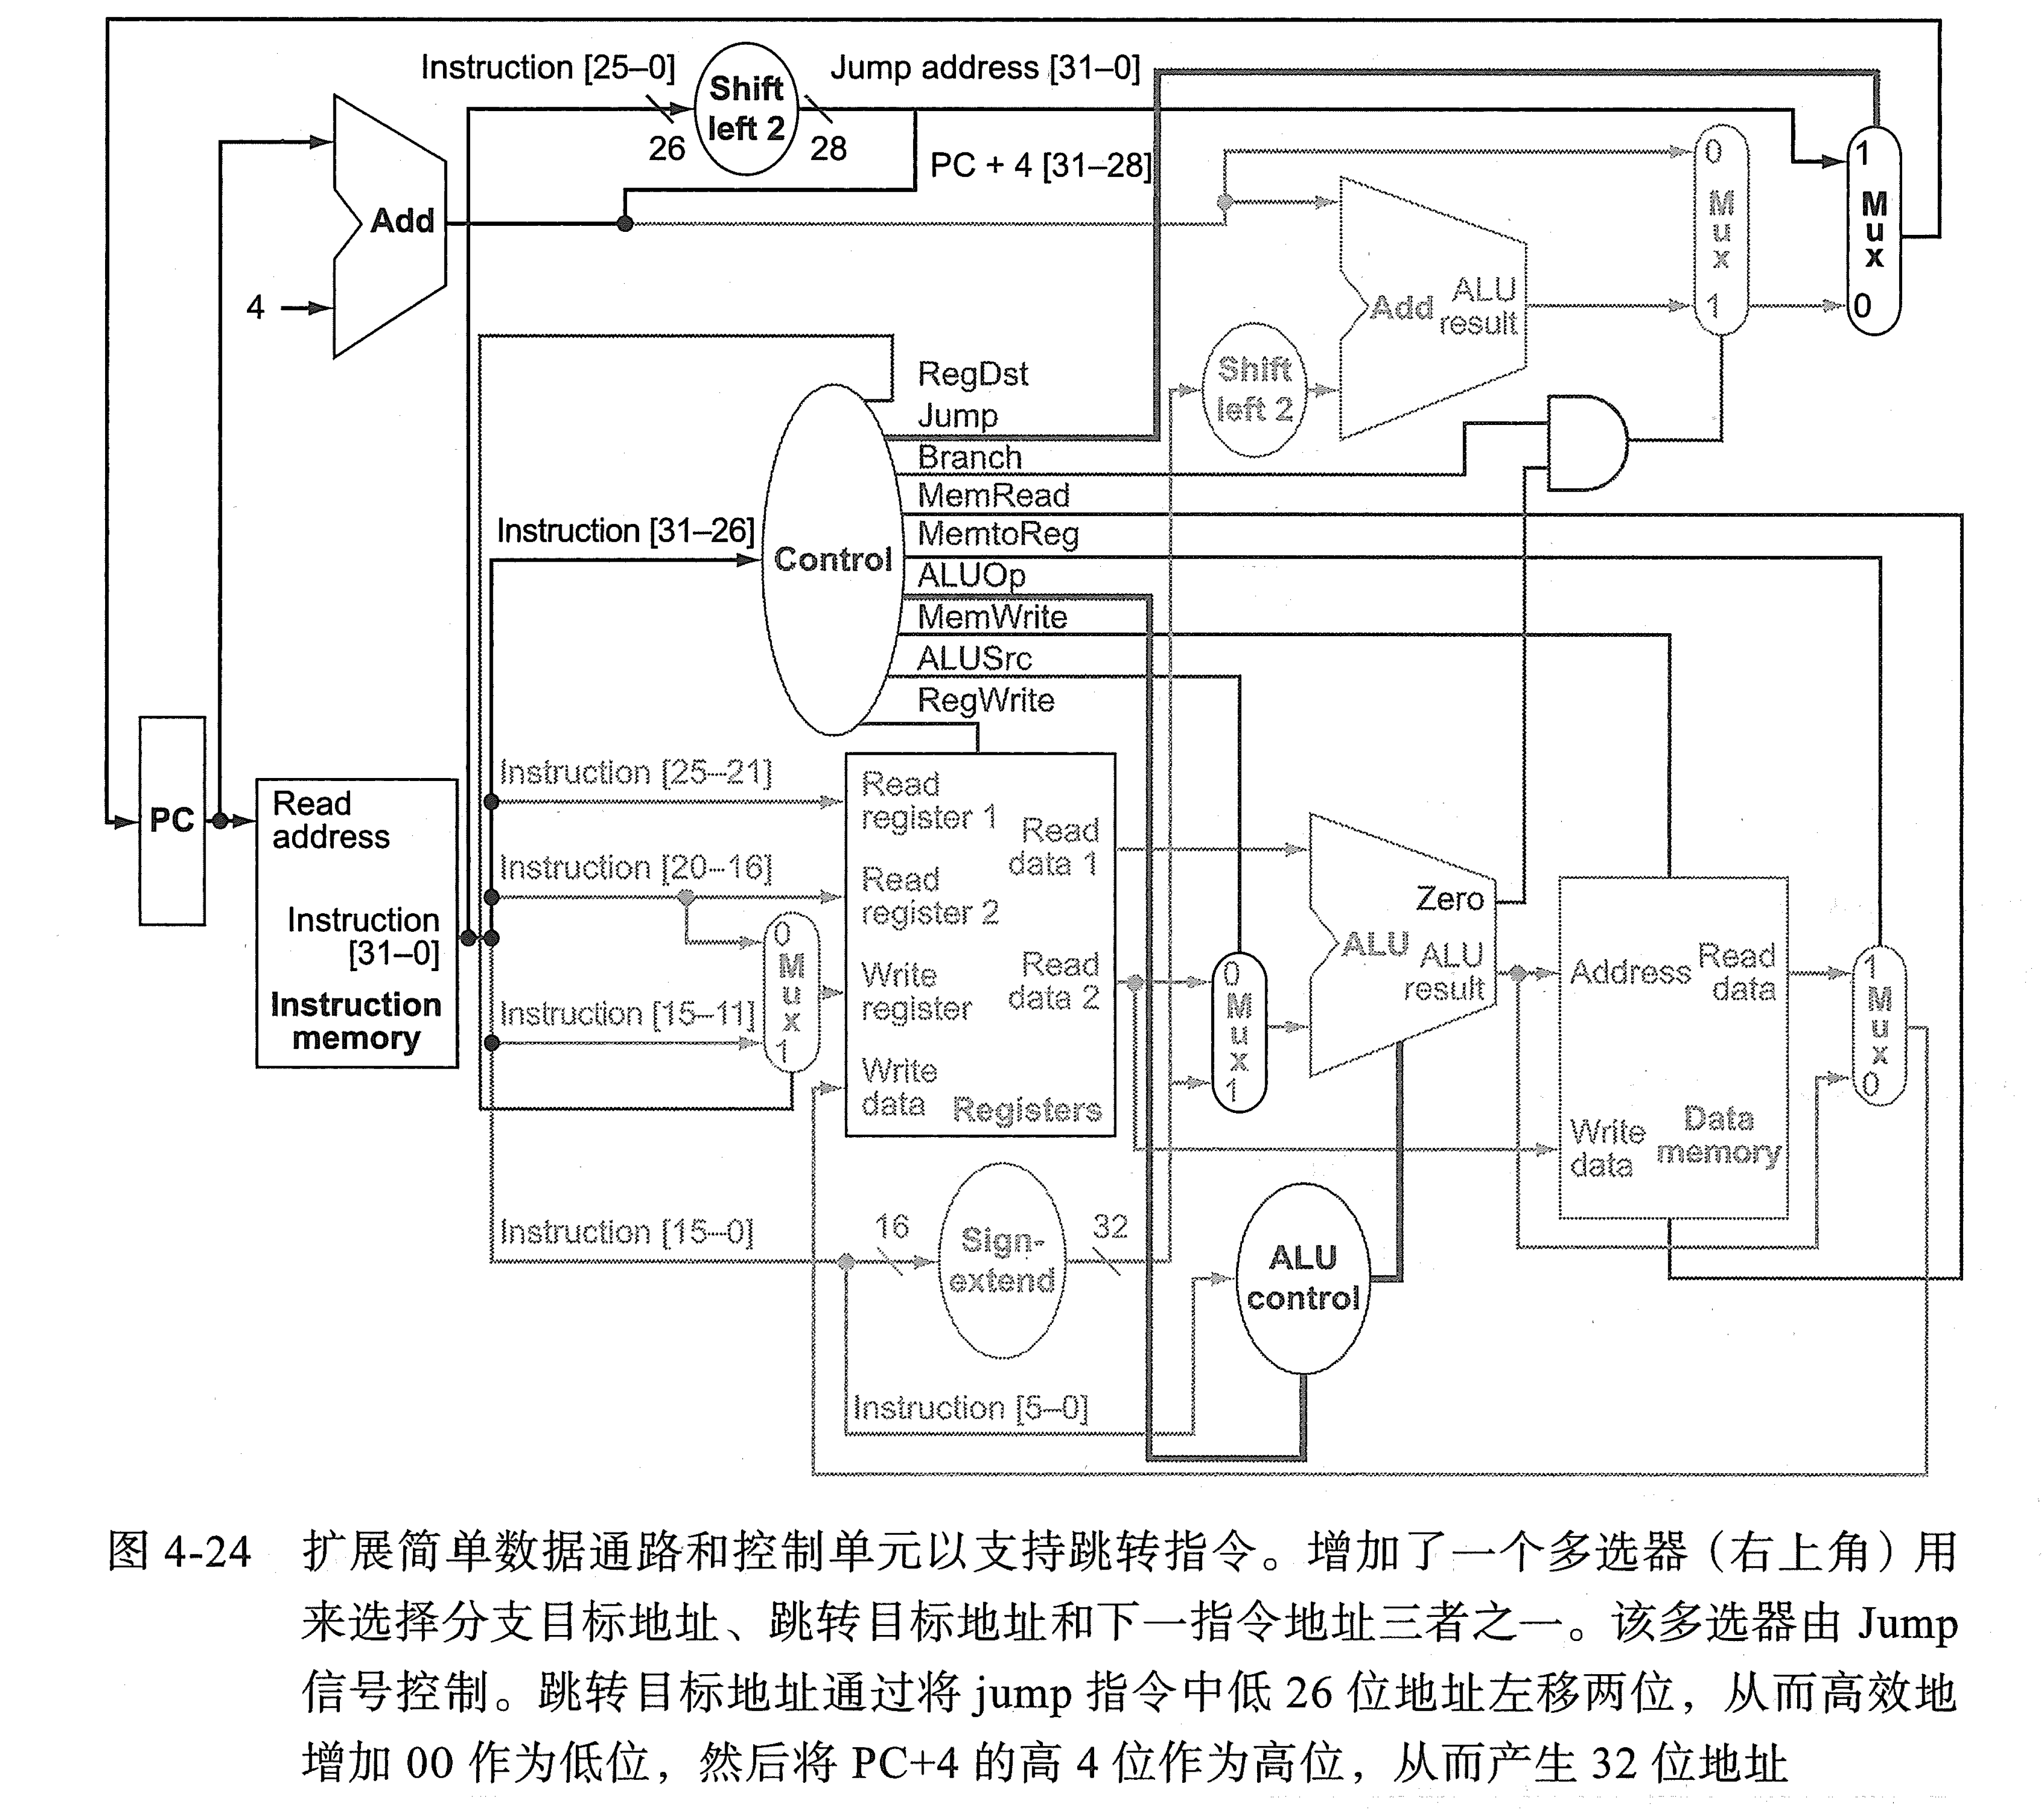 Instruction [25–0]
Shift
left 2
Jump address [31–0]
26
28
PC + 4 [31–28]
Add
4
0
M
u
x
1
1
M
u
x
0
Add
ALU
result
Shift
left 2
RegDst
Jump
Branch
MemRead
MemtoReg
ALUOp
MemWrite
ALUSrc
RegWrite
Instruction [31–26]
Control
PC
Read
address
Instruction
[31–0]
Instruction
memory
Instruction [25–21]
Instruction [20–16]
Instruction [15–11]
0
M
u
x
1
Read
register 1
Read
register 2
Write
register
Write
data
Read
data 1
Read
data 2
Registers
0
M
u
x
1
Zero
ALU
ALU
result
Address
Read
data
Write
data
Data
memory
1
M
u
x
0
Instruction [15–0]
16
Sign-
extend
32
ALU
control
Instruction [5–0]
图 4-24 扩展简单数据通路和控制单元以支持跳转指令。增加了一个多选器（右上角）用
来选择分支目标地址、跳转目标地址和下一指令地址三者之一。该多选器由 Jump
信号控制。跳转目标地址通过将 jump 指令中低 26 位地址左移两位，从而高效地
增加 00 作为低位，然后将 PC+4 的高 4 位作为高位，从而产生 32 位地址